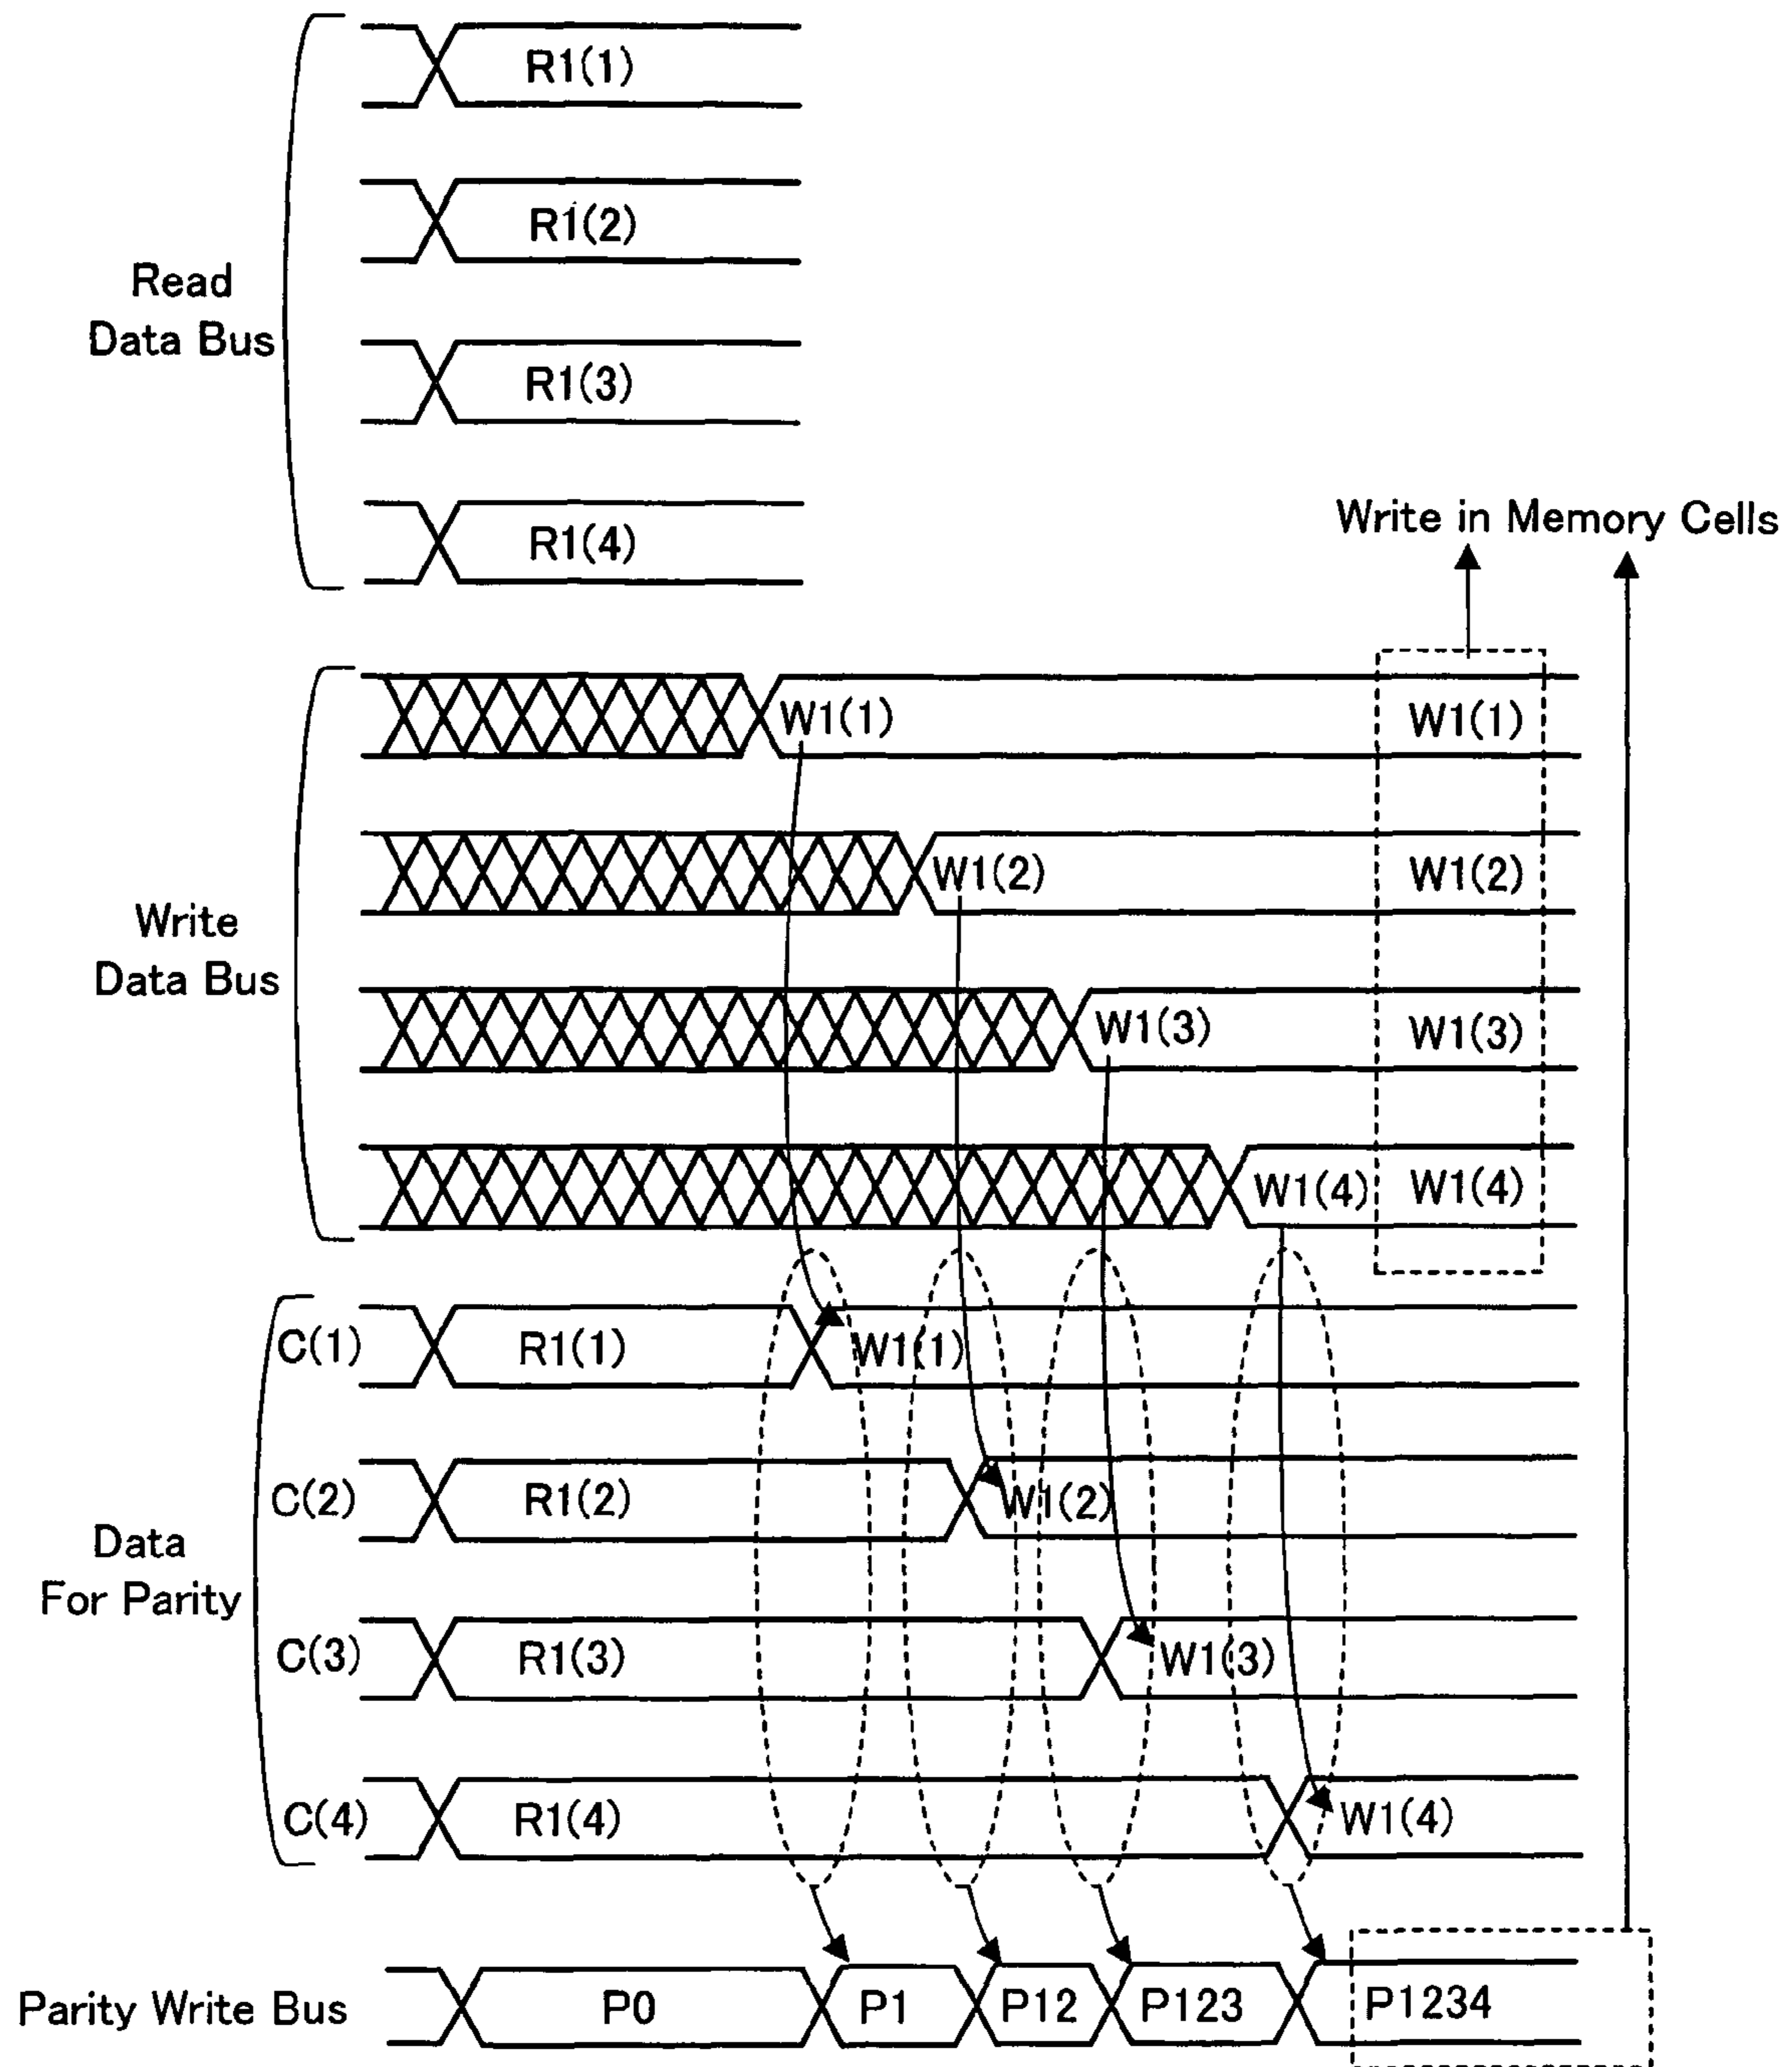 R1(1)
R1(2)
Read
Data Bus
R1(3)
R1(4)
Write in Memory Cells
W1(1) W1(1)
W1(2) W1(2)
Write
Data Bus
W1(3) W1(3)
W1(4) W1(4)
C(1) R1(1) W1(1)
C(2) R1(2) W1(2)
Data
For Parity
C(3) R1(3) W1(3)
C(4) R1(4) W1(4)
Parity Write Bus P0 P1 P12 P123 P1234